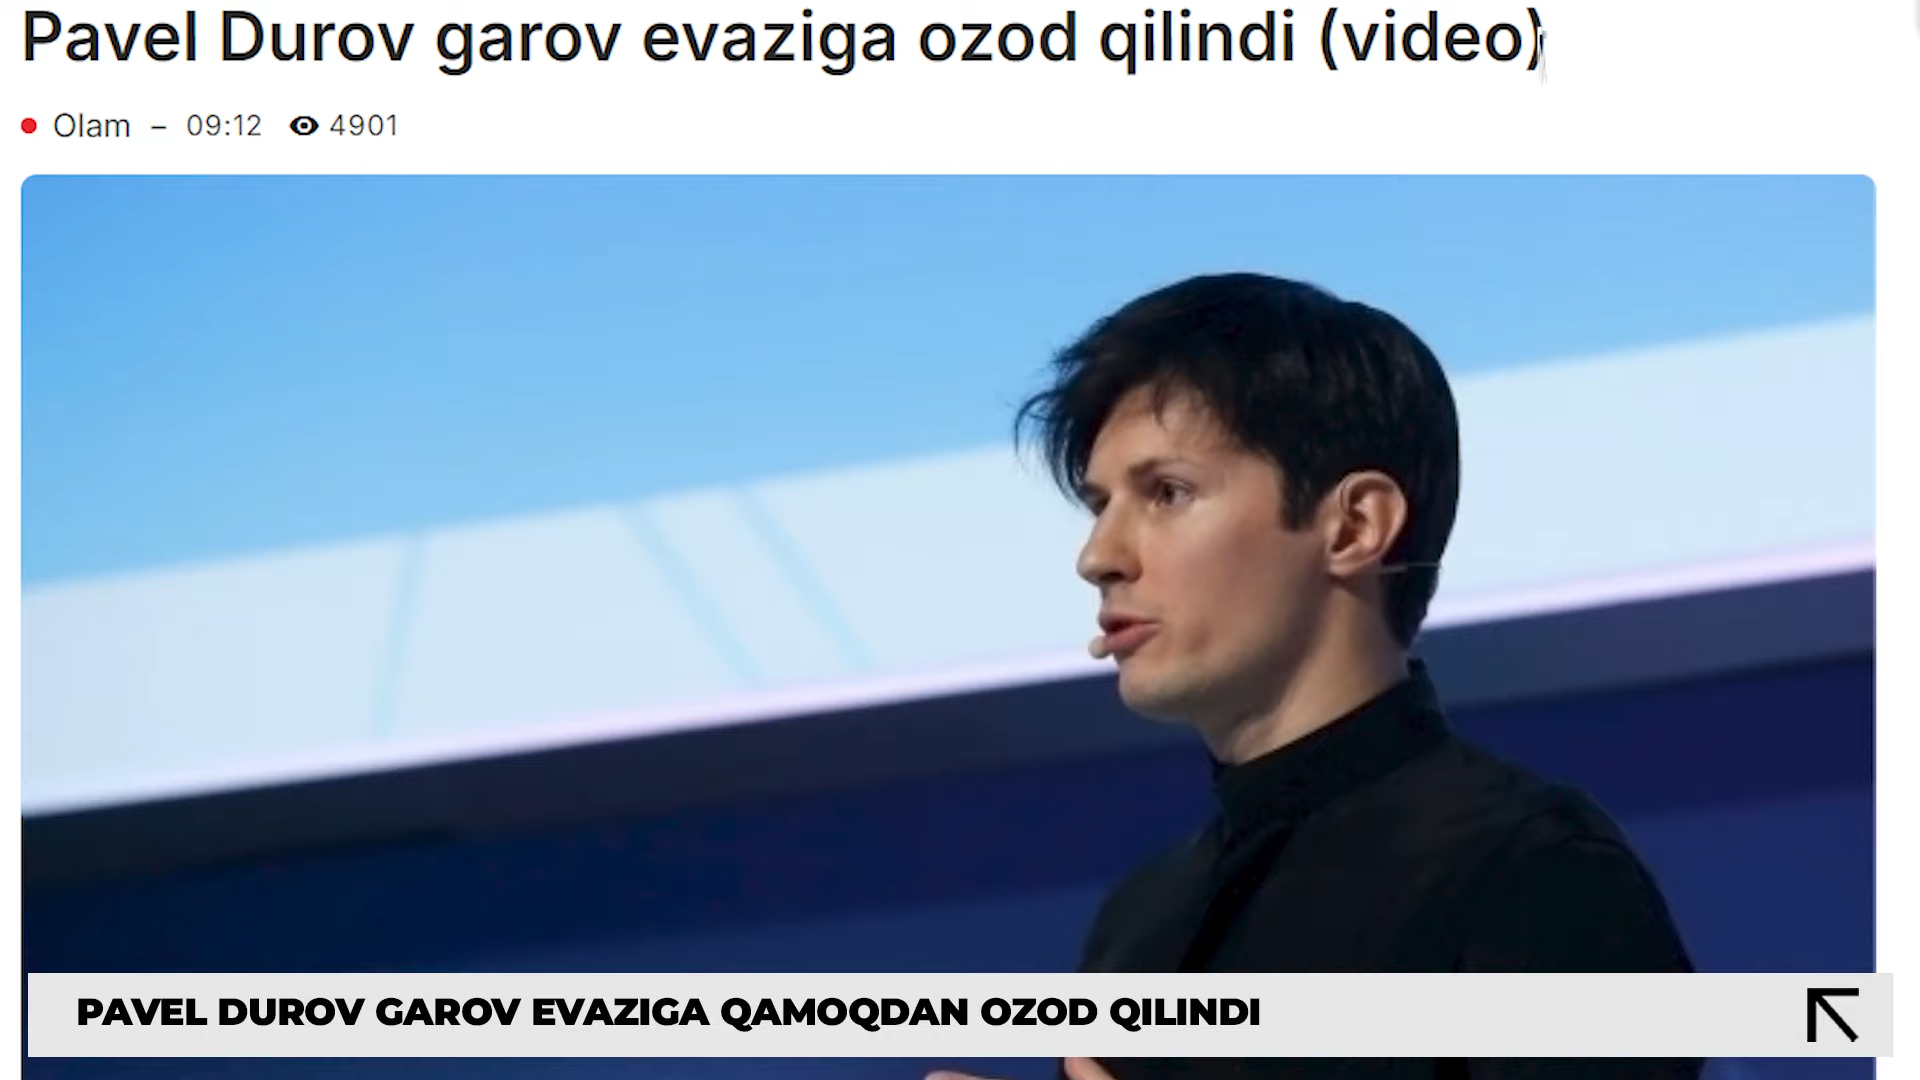 Pavel Durov garov evaziga ozod qilindi (video)
Olam – 09:12 4901
PAVEL DUROV GAROV EVAZIGA QAMOQDAN OZOD QILINDI